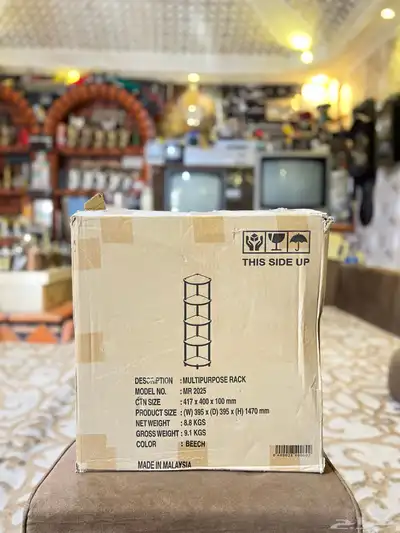 THIS SIDE UP
DESCRIPTION : MULTIPURPOSE RACK
MODEL NO. : MR 2025
CTN SIZE : 417 x 400 x 100 mm
PRODUCT SIZE : (W) 395 x (D) 395 x (H) 1470 mm
NET WEIGHT : 8.8 KGS
GROSS WEIGHT : 9.1 KGS
COLOR : BEECH
MADE IN MALAYSIA